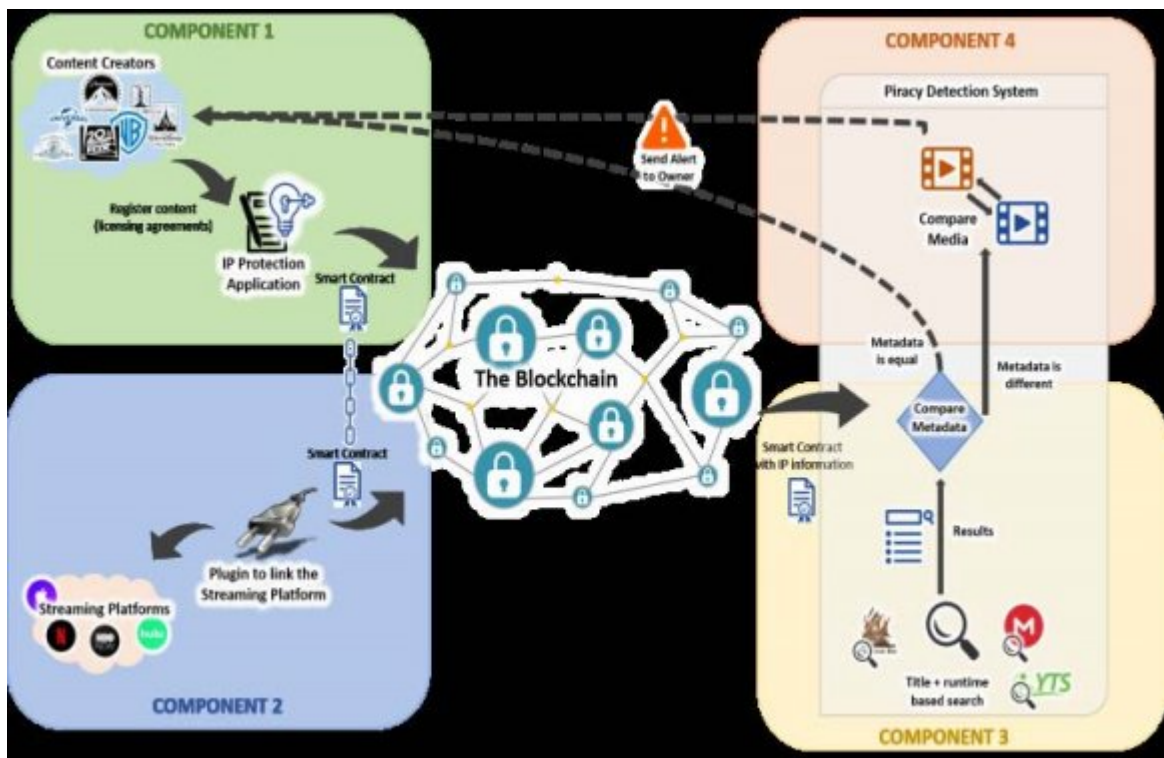 COMPONENT 1
Content Creators
WB
Register content
(licensing agreements)
IP Protection
Application
Smart Contract
Smart Contract
Plugin to link the
Streaming Platform
Streaming Platforms
N
HBO
hulu
COMPONENT 2
The Blockchain
Send Alert
to Owner
COMPONENT 4
Piracy Detection System
Compare
Media
Metadata
is equal
Metadata is
different
Compare
Metadata
Smart Contract
with IP information
Results
Title + runtime
based search
M
YTS
COMPONENT 3